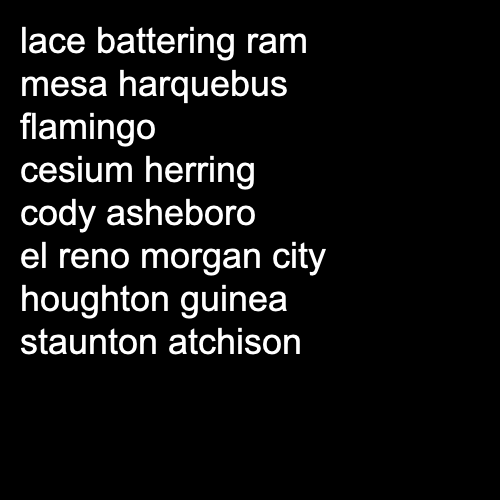 lace battering ram
mesa harquebus
flamingo
cesium herring
cody asheboro
el reno morgan city
houghton guinea
staunton atchison